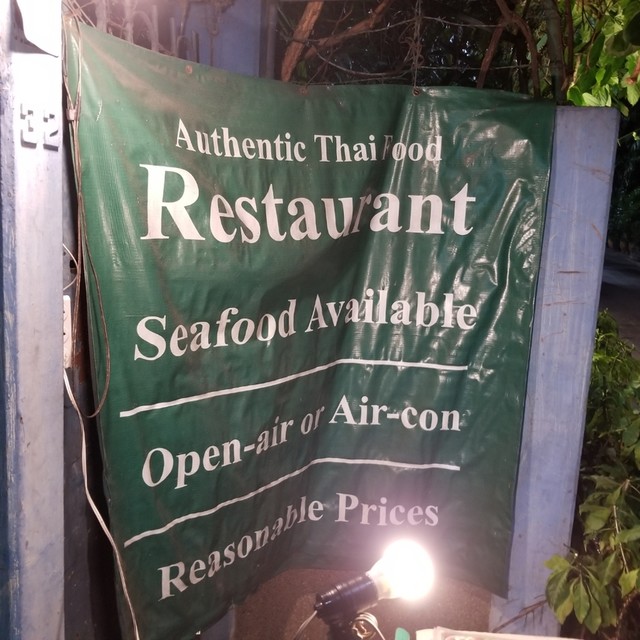 32
Authentic Thai Food
Restaurant
Seafood Available
Open-air or Air-con
Reasonable Prices